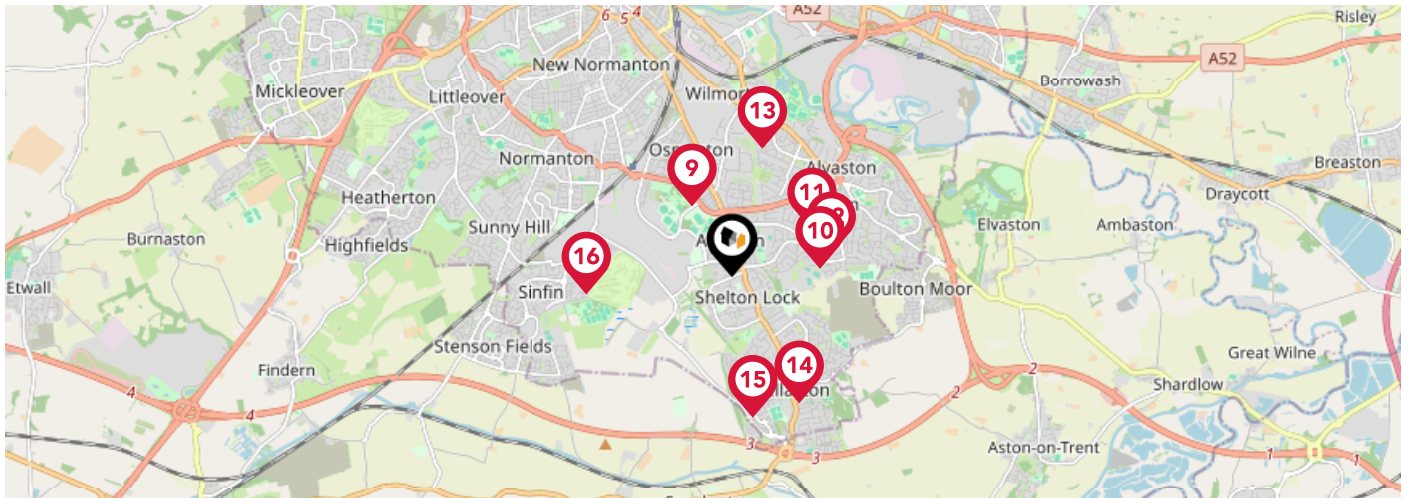 A52
Risley
6
5
4
New Normanton
A52
Mickleover
Littleover
Borrowash
13
Normanton
Alvaston
Breaston
9
Heatherton
11
Draycott
Sunny Hill
10
Elvaston
Ambaston
Burnaston
Highfields
16
Etwall
Sinfin
Shelton Lock
Boulton Moor
Stenson Fields
Great Wilne
Findern
14
15
2
Shardlow
4
4
2
3
3
Aston-on-Trent
1
1